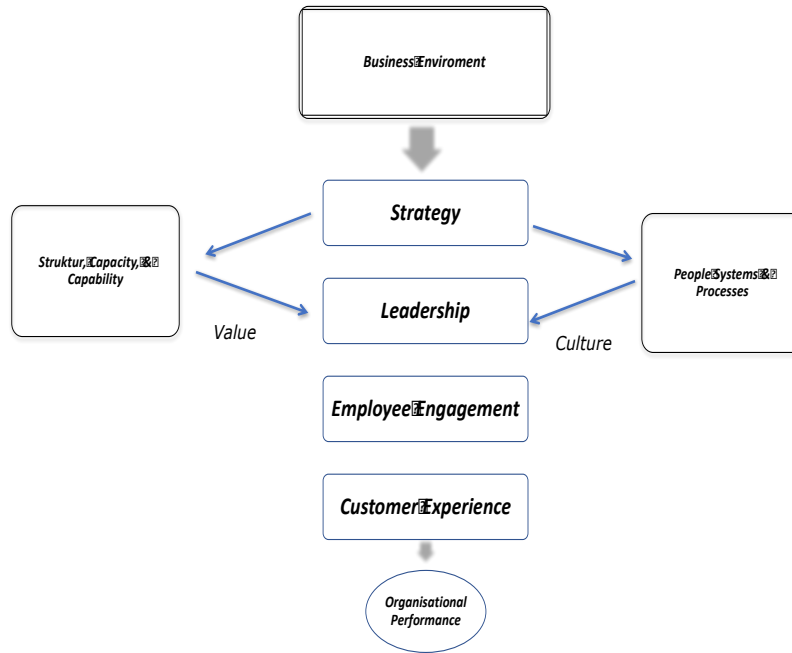 Business Enviroment
Strategy
Struktur, Capacity, &
Capability
People Systems &
Processes
Leadership
Value
Culture
Employee Engagement
Customer Experience
Organisational
Performance